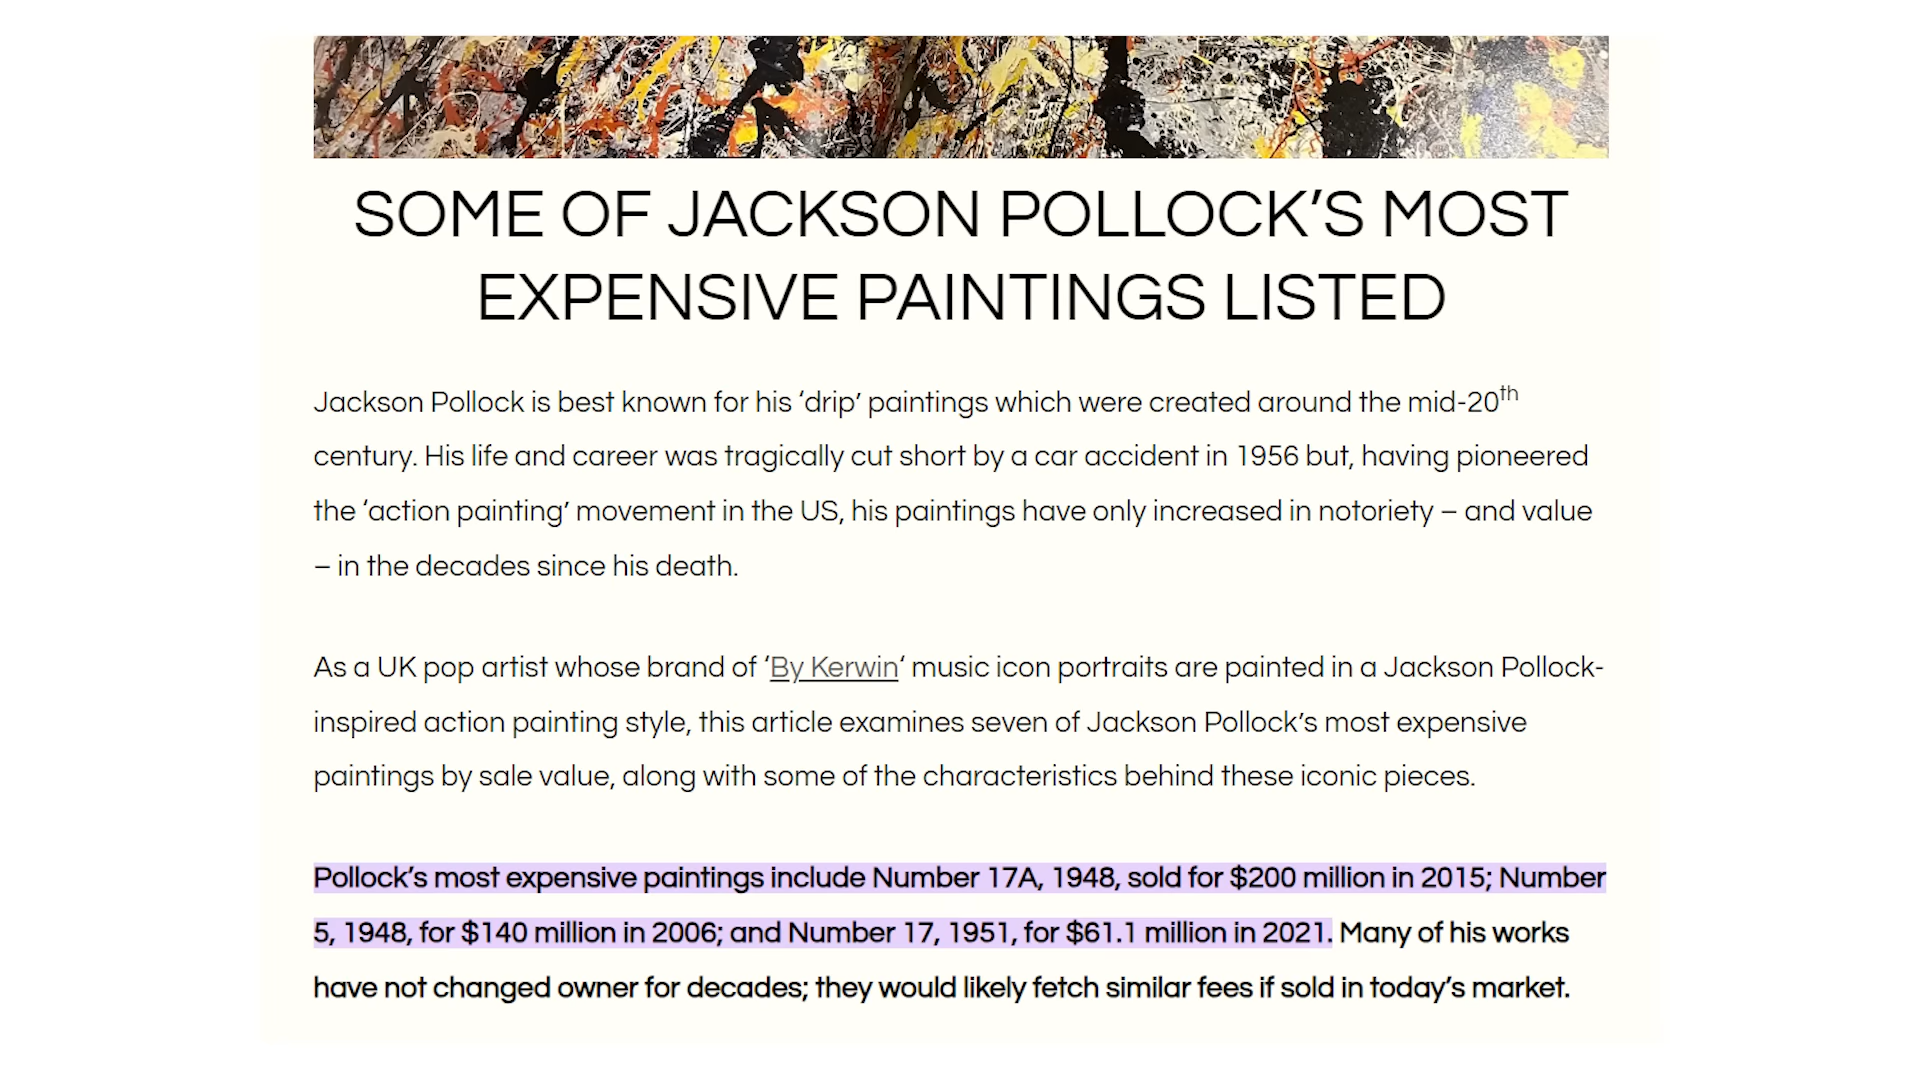 SOME OF JACKSON POLLOCK’S MOST
EXPENSIVE PAINTINGS LISTED
Jackson Pollock is best known for his ‘drip’ paintings which were created around the mid-20th
century. His life and career was tragically cut short by a car accident in 1956 but, having pioneered
the ‘action painting’ movement in the US, his paintings have only increased in notoriety – and value
– in the decades since his death.
As a UK pop artist whose brand of ‘By Kerwin‘ music icon portraits are painted in a Jackson Pollock-
inspired action painting style, this article examines seven of Jackson Pollock’s most expensive
paintings by sale value, along with some of the characteristics behind these iconic pieces.
Pollock’s most expensive paintings include Number 17A, 1948, sold for $200 million in 2015; Number
5, 1948, for $140 million in 2006; and Number 17, 1951, for $61.1 million in 2021. Many of his works
have not changed owner for decades; they would likely fetch similar fees if sold in today’s market.